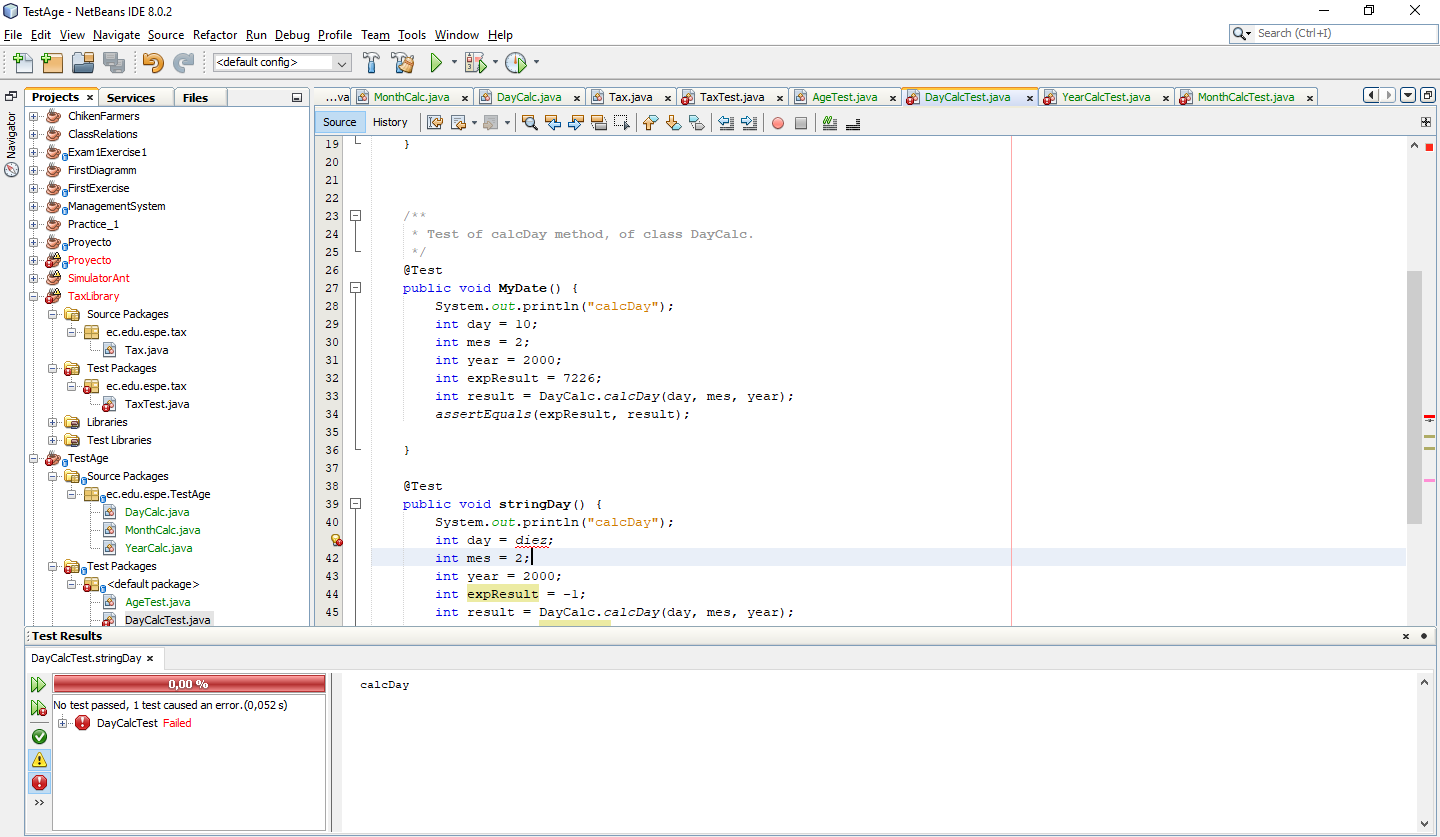 TestAge - NetBeans IDE 8.0.2
File Edit View Navigate Source Refactor Run Debug Profile Team Tools Window Help
Search (Ctrl+I)
<default config>
Projects Services Files
Navigator
ChikenFarmers
ClassRelations
Exam1Exercise1
FirstDiagramm
FirstExercise
ManagementSystem
Practice_1
Proyecto
Proyecto
SimulatorAnt
TaxLibrary
Source Packages
ec.edu.espe.tax
Tax.java
Test Packages
ec.edu.espe.tax
TaxTest.java
Libraries
Test Libraries
TestAge
Source Packages
ec.edu.espe.TestAge
DayCalc.java
MonthCalc.java
YearCalc.java
Test Packages
<default package>
AgeTest.java
DayCalcTest.java
...va MonthCalc.java DayCalc.java Tax.java TaxTest.java AgeTest.java DayCalcTest.java YearCalcTest.java MonthCalcTest.java
Source History
19 }
20
21
22
23 /**
24 * Test of calcDay method, of class DayCalc.
25 */
26 @Test
27 public void MyDate() {
28 System.out.println("calcDay");
29 int day = 10;
30 int mes = 2;
31 int year = 2000;
32 int expResult = 7226;
33 int result = DayCalc.calcDay(day, mes, year);
34 assertEquals(expResult, result);
35
36 }
37
38 @Test
39 public void stringDay() {
40 System.out.println("calcDay");
int day = diez;
42 int mes = 2;
43 int year = 2000;
44 int expResult = -1;
45 int result = DayCalc.calcDay(day, mes, year);
Test Results
DayCalcTest.stringDay
0,00 %
No test passed, 1 test caused an error.(0,052 s)
DayCalcTest Failed
calcDay